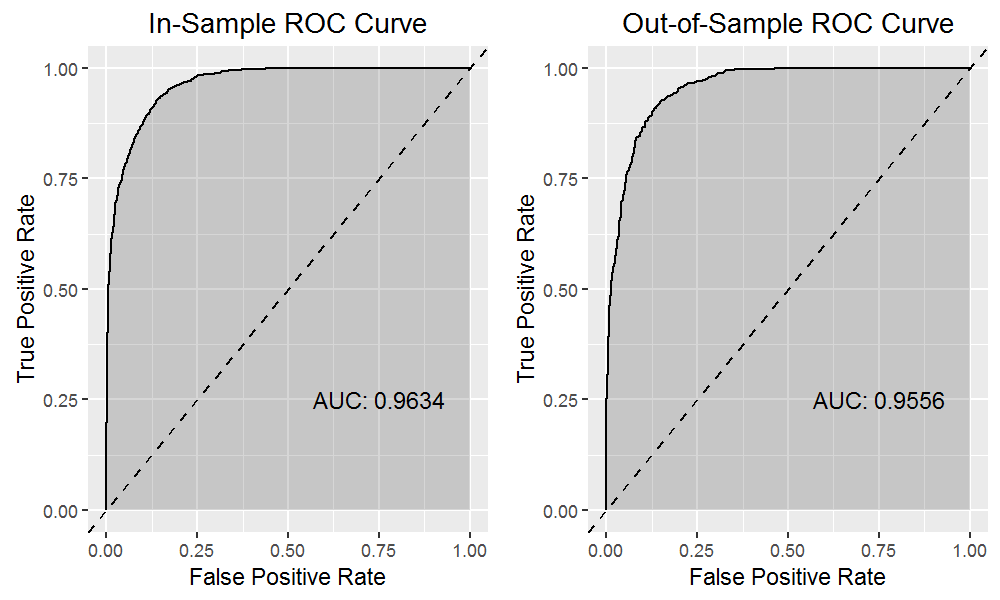 In-Sample ROC Curve
True Positive Rate
1.00
0.75
0.50
0.25
0.00
AUC: 0.9634
0.00 0.25 0.50 0.75 1.00
False Positive Rate
Out-of-Sample ROC Curve
True Positive Rate
1.00
0.75
0.50
0.25
0.00
AUC: 0.9556
0.00 0.25 0.50 0.75 1.00
False Positive Rate